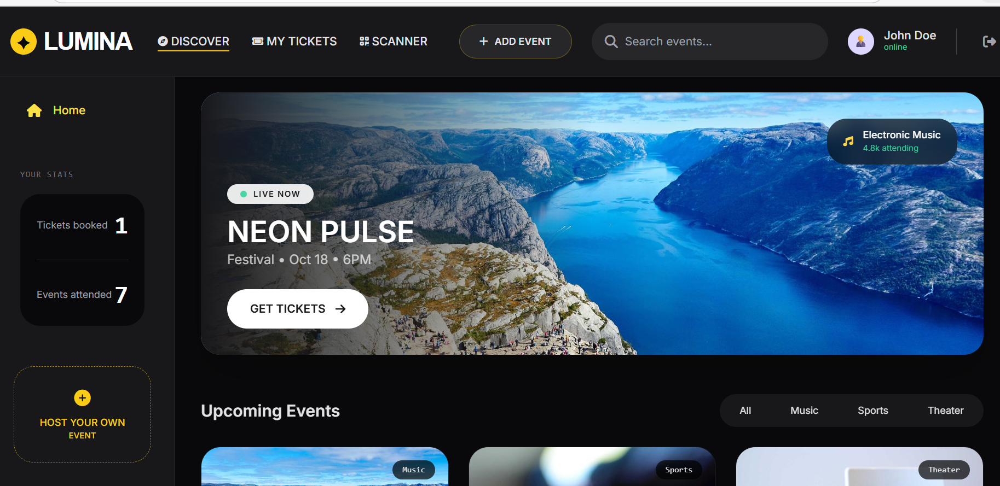 LUMINA
DISCOVER
MY TICKETS
SCANNER
+ ADD EVENT
Search events...
John Doe
online
Home
YOUR STATS
Tickets booked 1
Events attended 7
HOST YOUR OWN
EVENT
Electronic Music
4.8k attending
LIVE NOW
NEON PULSE
Festival • Oct 18 • 6PM
GET TICKETS →
Upcoming Events
All
Music
Sports
Theater
Music
Sports
Theater